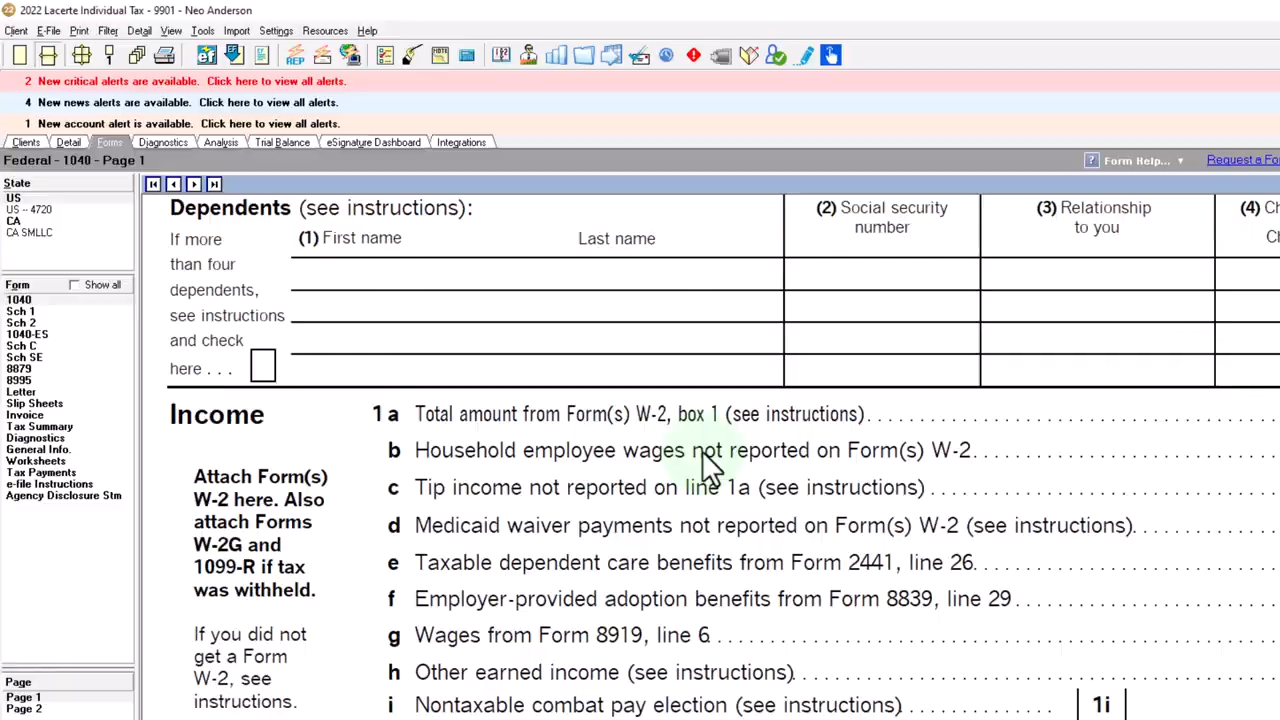 22 2022 Lacerte Individual Tax - 9901 - Neo Anderson
Client E-File Print Filter Detail View Tools Import Settings Resources Help
2 New critical alerts are available. Click here to view all alerts.
4 New news alerts are available. Click here to view all alerts.
1 New account alert is available. Click here to view all alerts.
Clients Detail Forms Diagnostics Analysis Trial Balance eSignature Dashboard Integrations
Federal - 1040 - Page 1
? Form Help... Request a Fo
State
US
US -- 4720
CA
CA SMLLC
Form Show all
1040
Sch 1
Sch 2
1040-ES
Sch C
Sch SE
8879
8995
Letter
Slip Sheets
Invoice
Tax Summary
Diagnostics
General Info.
Worksheets
Tax Payments
e-file Instructions
Agency Disclosure Stm
Page
Page 1
Page 2
Dependents (see instructions):
(2) Social security number
(3) Relationship to you
(4) Ch
Ch
If more than four dependents, see instructions and check here . . .
(1) First name Last name
Income
1 a Total amount from Form(s) W-2, box 1 (see instructions)
b Household employee wages not reported on Form(s) W-2
c Tip income not reported on line 1a (see instructions)
d Medicaid waiver payments not reported on Form(s) W-2 (see instructions)
e Taxable dependent care benefits from Form 2441, line 26
f Employer-provided adoption benefits from Form 8839, line 29
g Wages from Form 8919, line 6
h Other earned income (see instructions)
i Nontaxable combat pay election (see instructions) 1i
Attach Form(s)
W-2 here. Also
attach Forms
W-2G and
1099-R if tax
was withheld.
If you did not
get a Form
W-2, see
instructions.